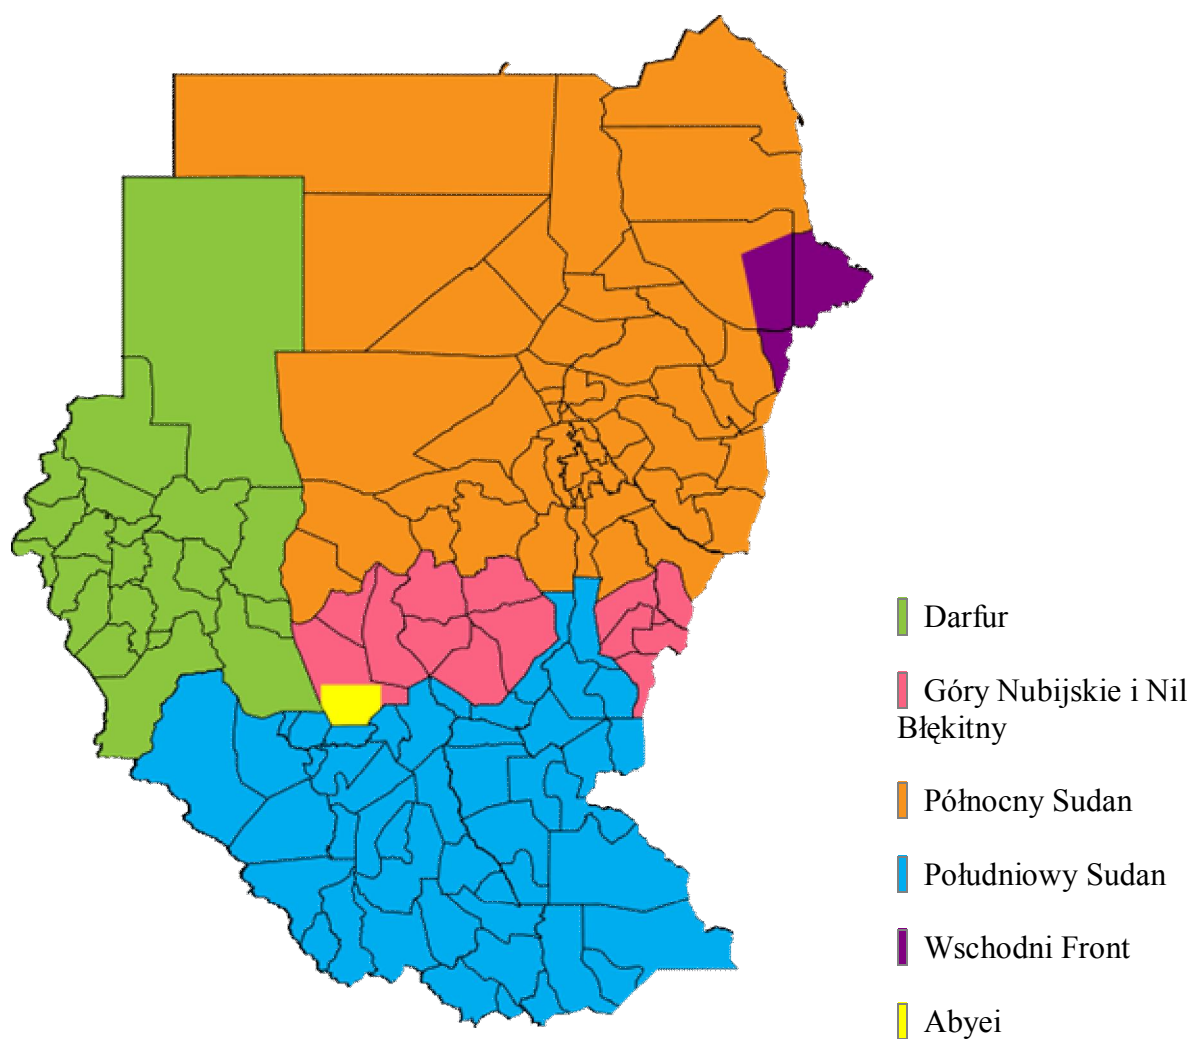 Darfur
Góry Nubijskie i Nil
Błękitny
Północny Sudan
Południowy Sudan
Wschodni Front
Abyei